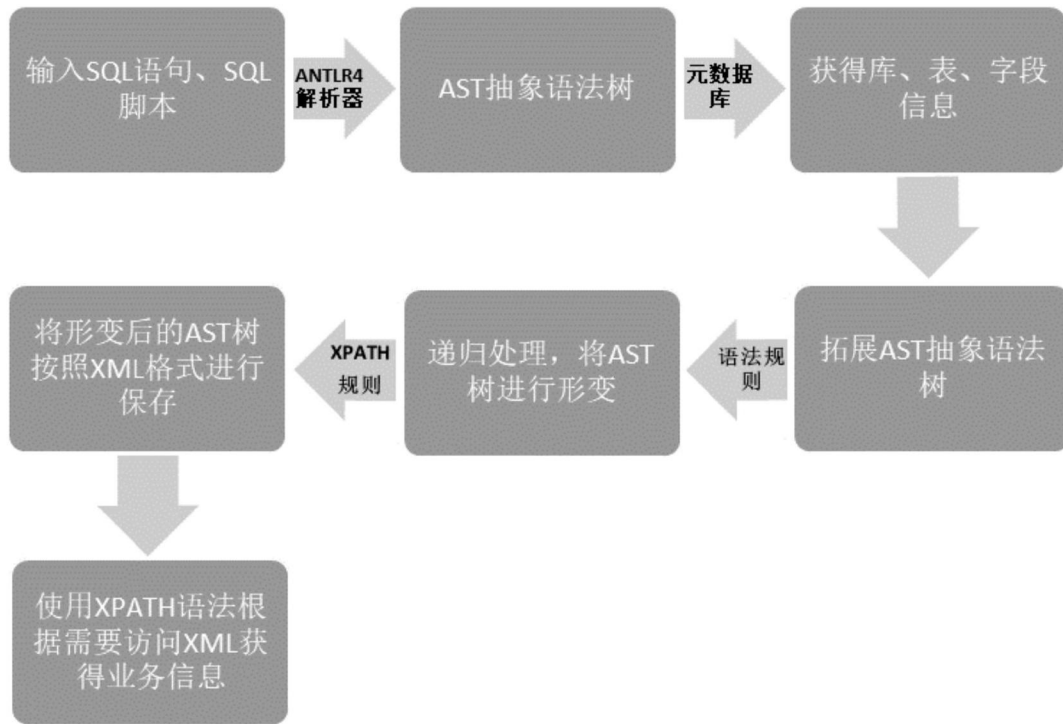 输入SQL语句、SQL
脚本
ANTLR4
解析器
AST抽象语法树
元数据
库
获得库、表、字段
信息
拓展AST抽象语法
树
语法规
则
递归处理，将AST
树进行形变
XPATH
规则
将形变后的AST树
按照XML格式进行
保存
使用XPATH语法根
据需要访问XML获
得业务信息